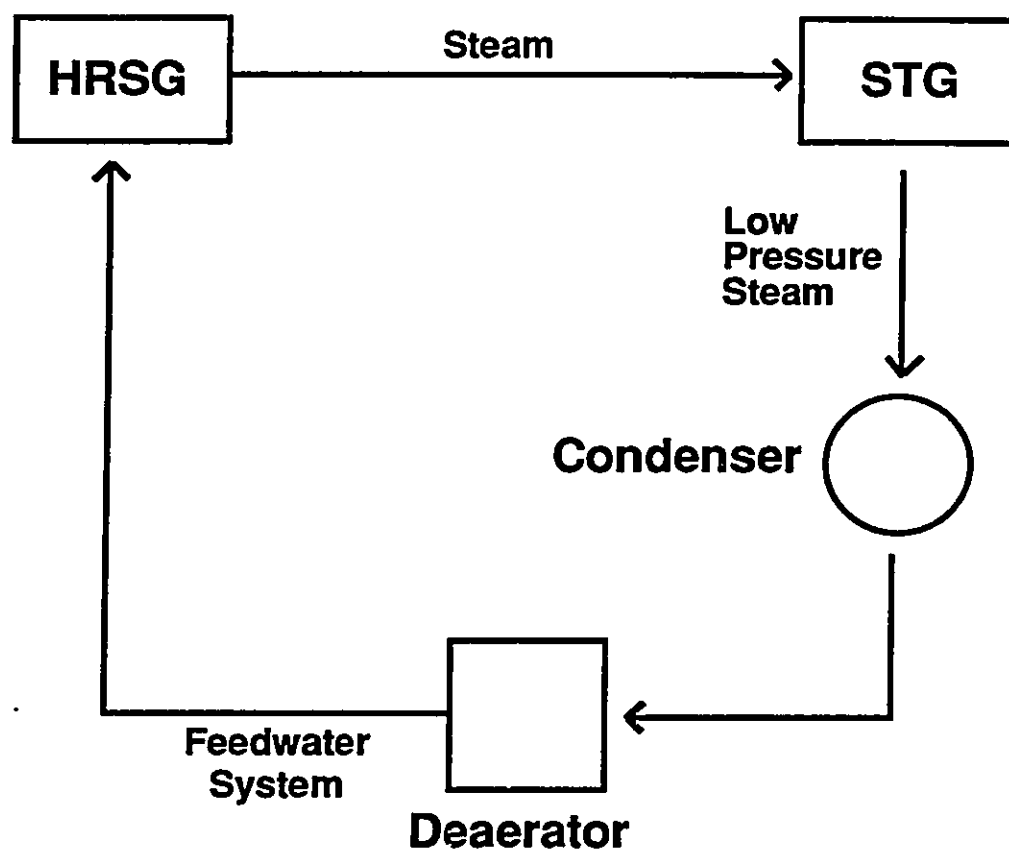 HRSG
Steam
STG
Low
Pressure
Steam
Condenser
Feedwater
System
Deaerator